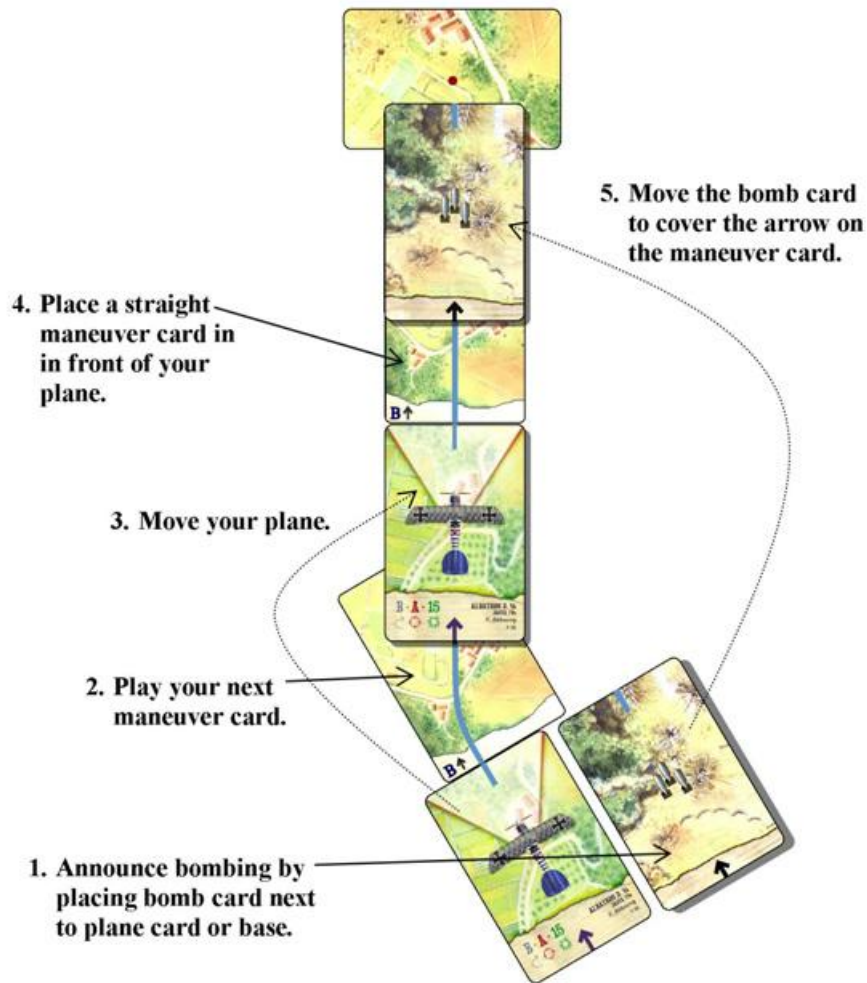 5. Move the bomb card
to cover the arrow on
the maneuver card.
4. Place a straight
maneuver card in
in front of your
plane.
B↑
3. Move your plane.
B·A·15
2. Play your next
maneuver card.
B↑
1. Announce bombing by
placing bomb card next
to plane card or base.
B·A·15